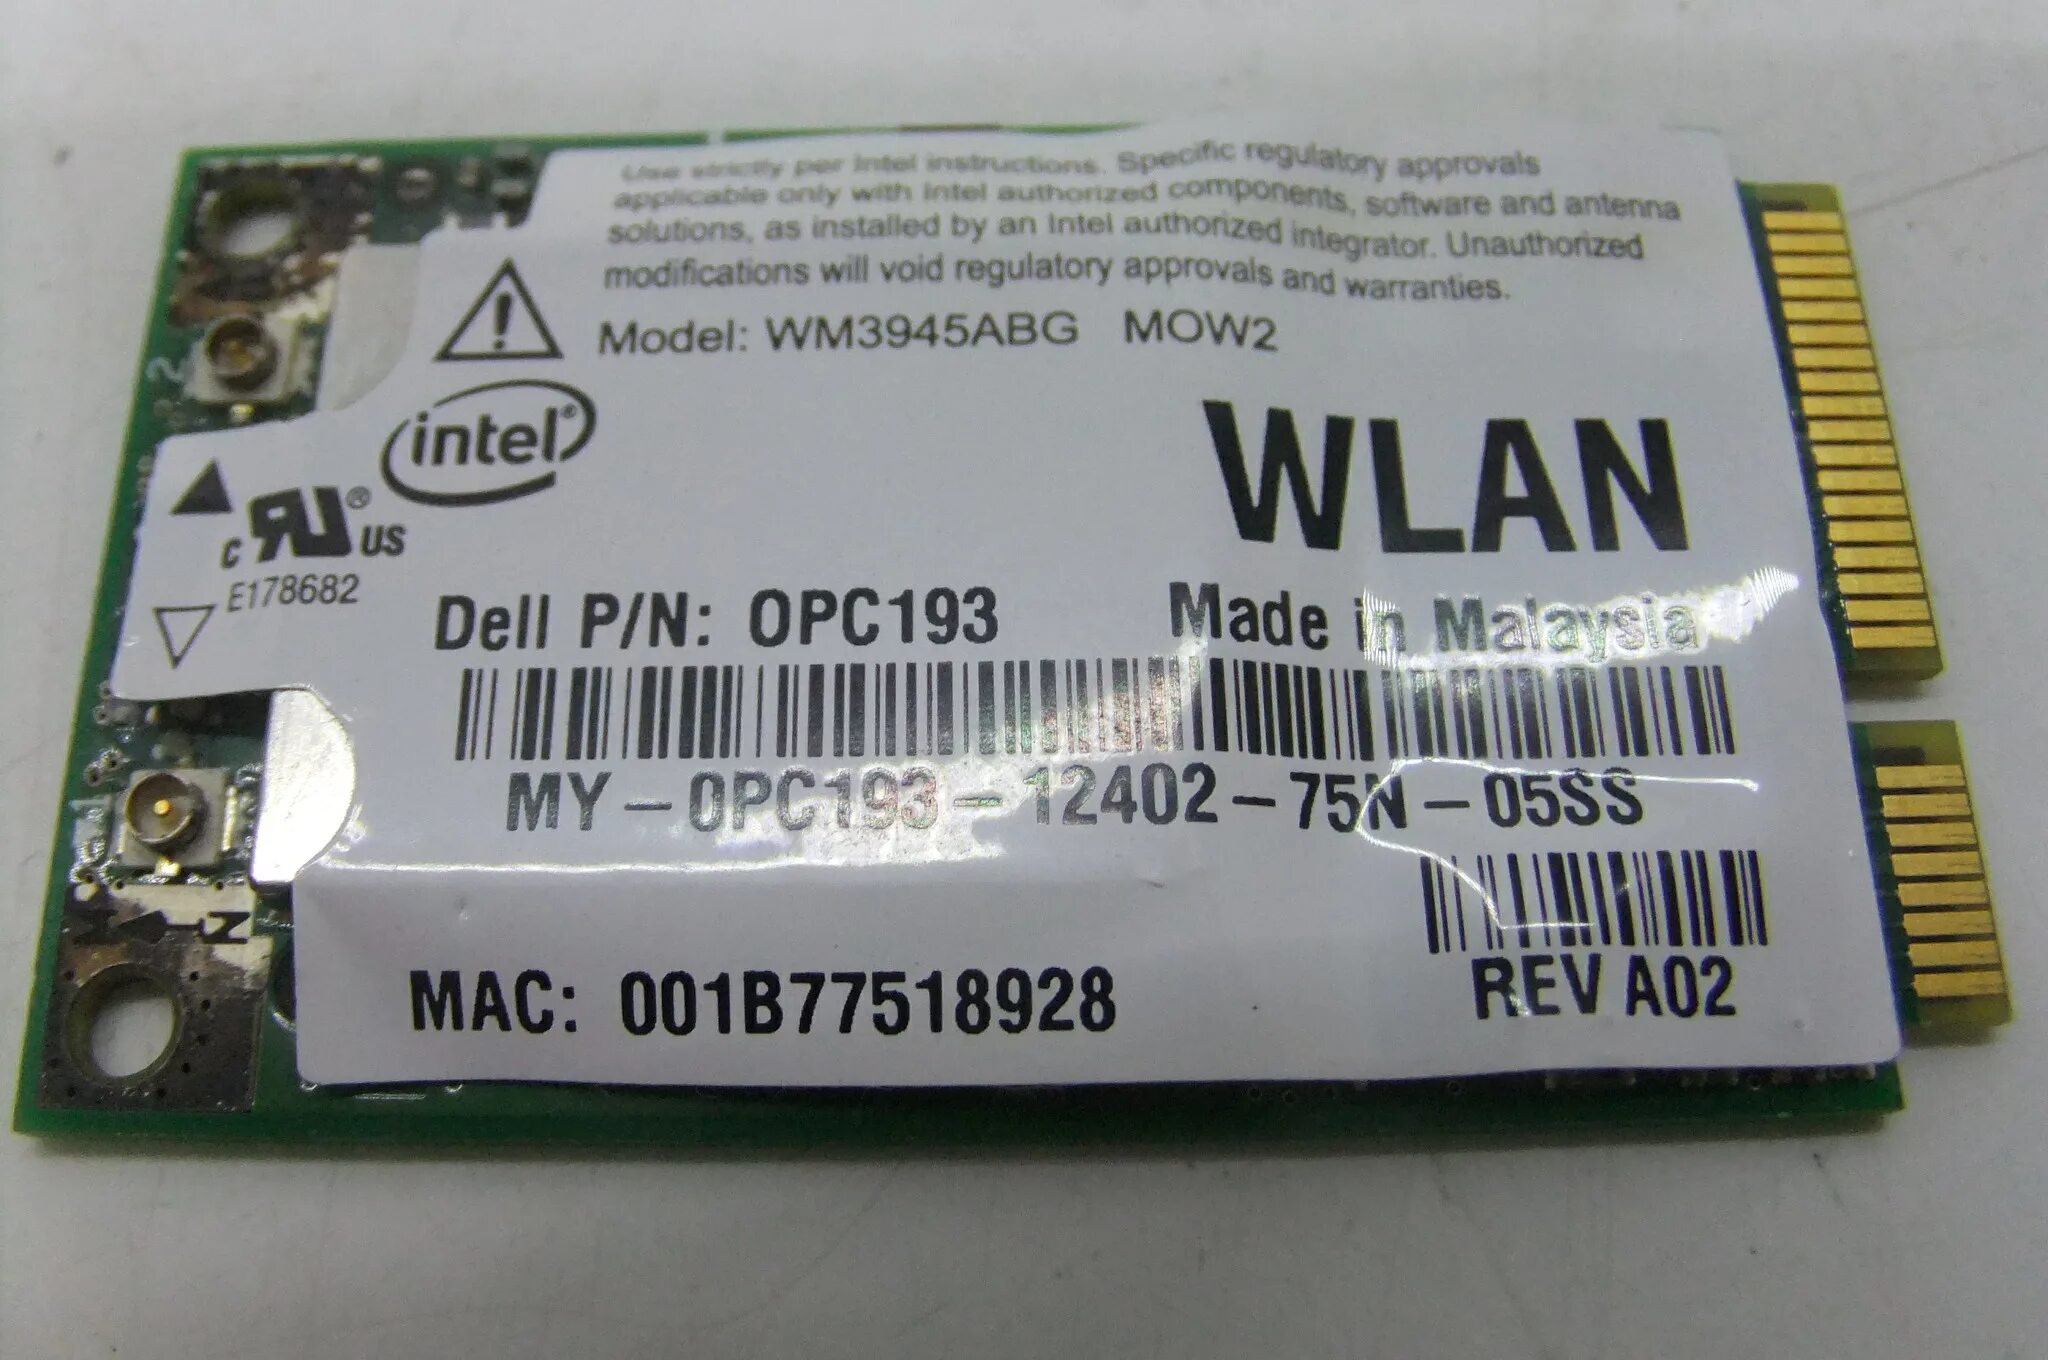 Use strictly per Intel instructions. Specific regulatory approvals
applicable only with Intel authorized components, software and antenna
solutions, as installed by an Intel authorized integrator. Unauthorized
modifications will void regulatory approvals and warranties.
Model: WM3945ABG MOW2
2
intel®
WLAN
c RU® US
E178682
Dell P/N: 0PC193 Made in Malaysia
MY-0PC193-12402-75N-05SS
MAC: 001B77518928
REV A02